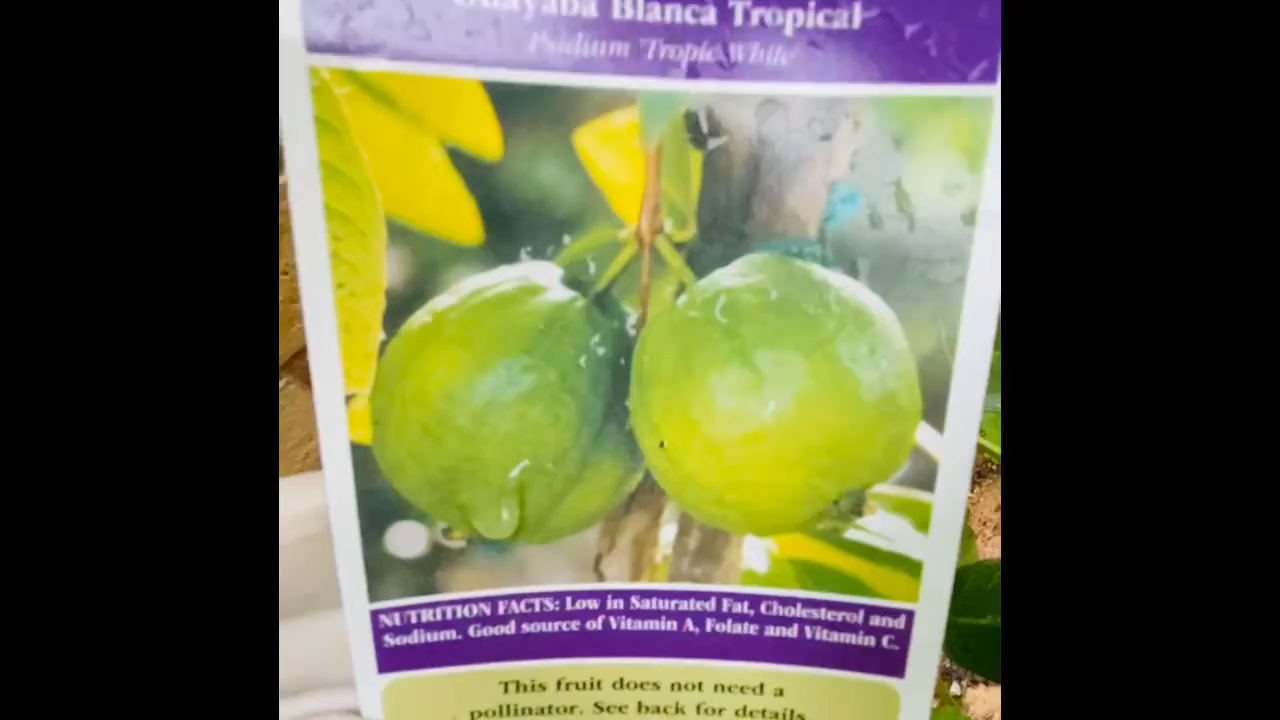 Guayaba Blanca Tropical
Psidium 'Tropic White'
NUTRITION FACTS: Low in Saturated Fat, Cholesterol and
Sodium. Good source of Vitamin A, Folate and Vitamin C.
This fruit does not need a
pollinator. See back for details.